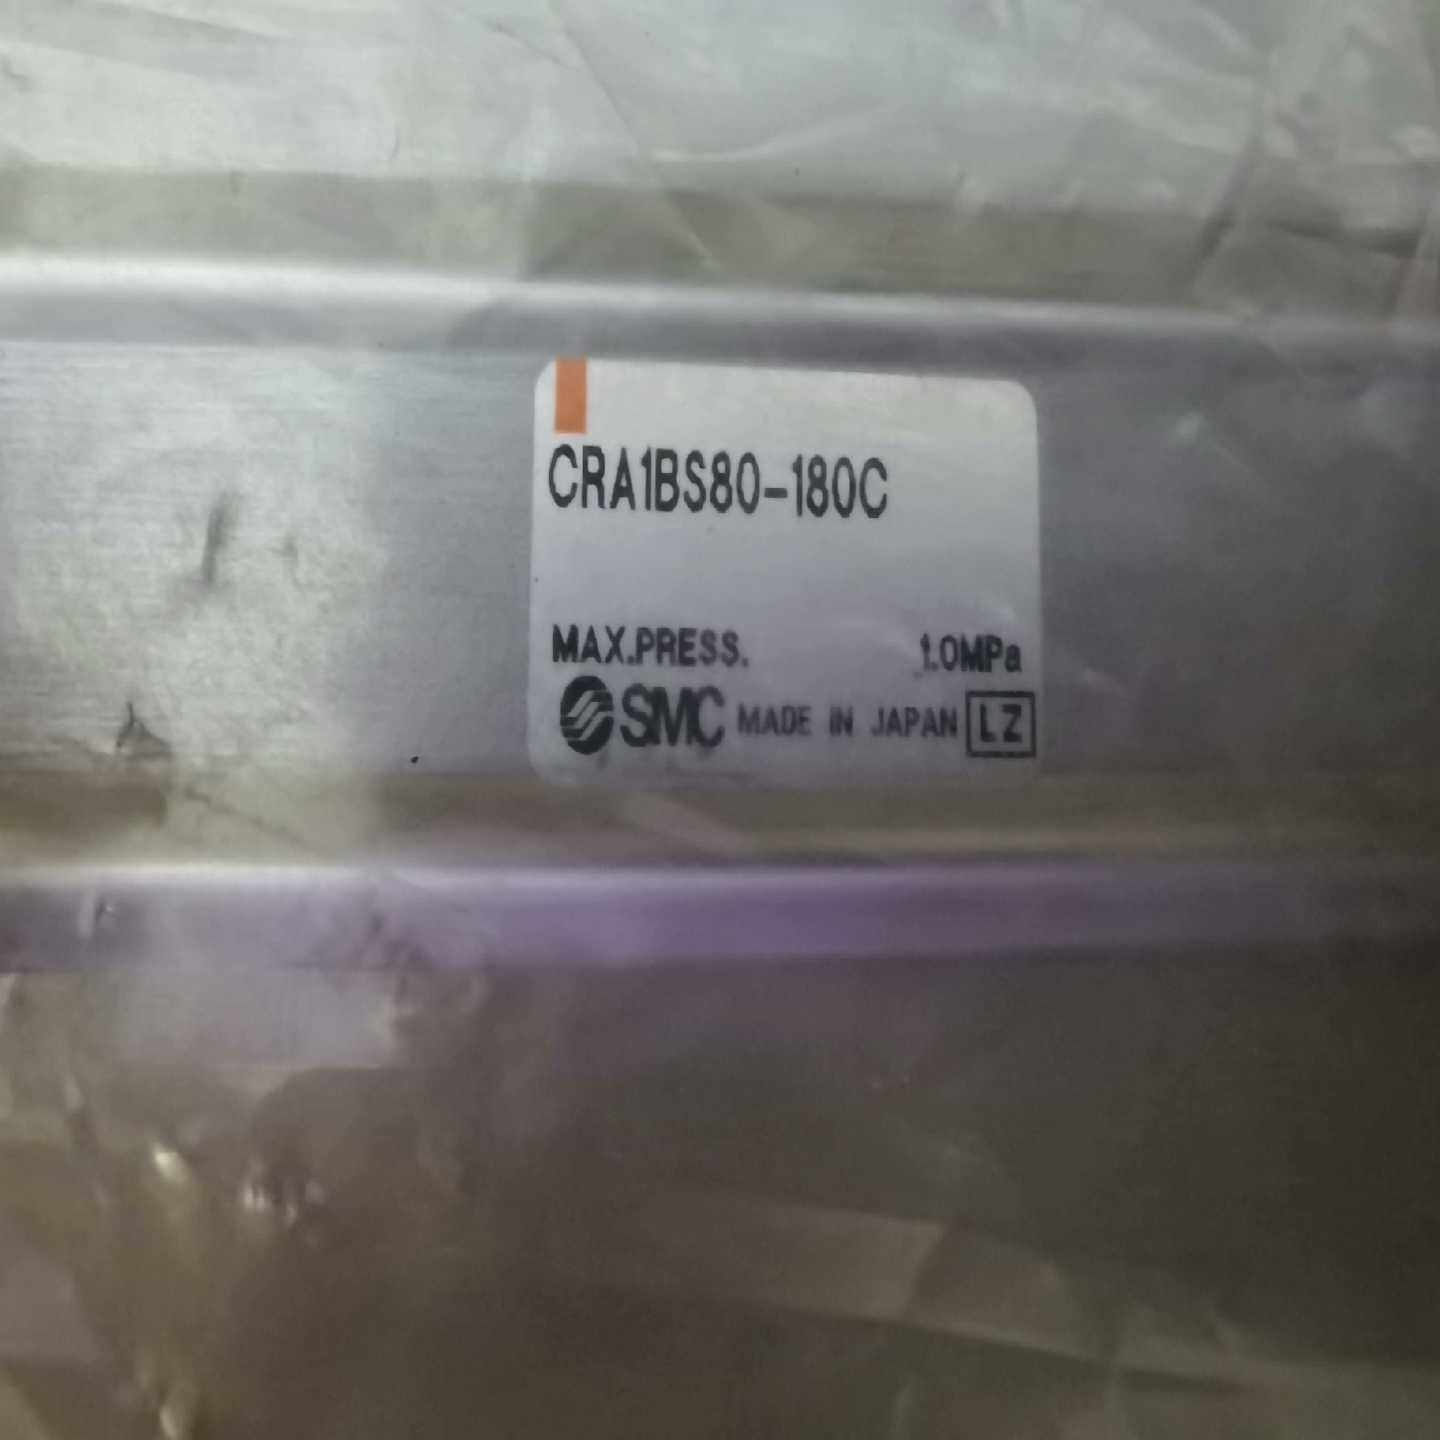 CRA1BS80-180C
MAX.PRESS. 1.0MPa
SMC MADE IN JAPAN LZ